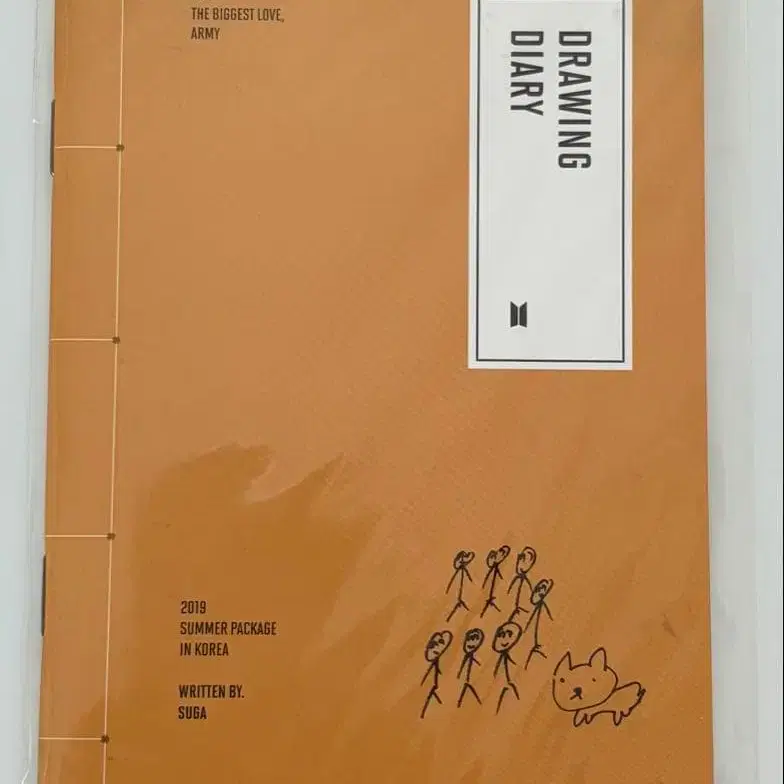 THE BIGGEST LOVE,
ARMY
DRAWING
DIARY
2019
SUMMER PACKAGE
IN KOREA
WRITTEN BY.
SUGA